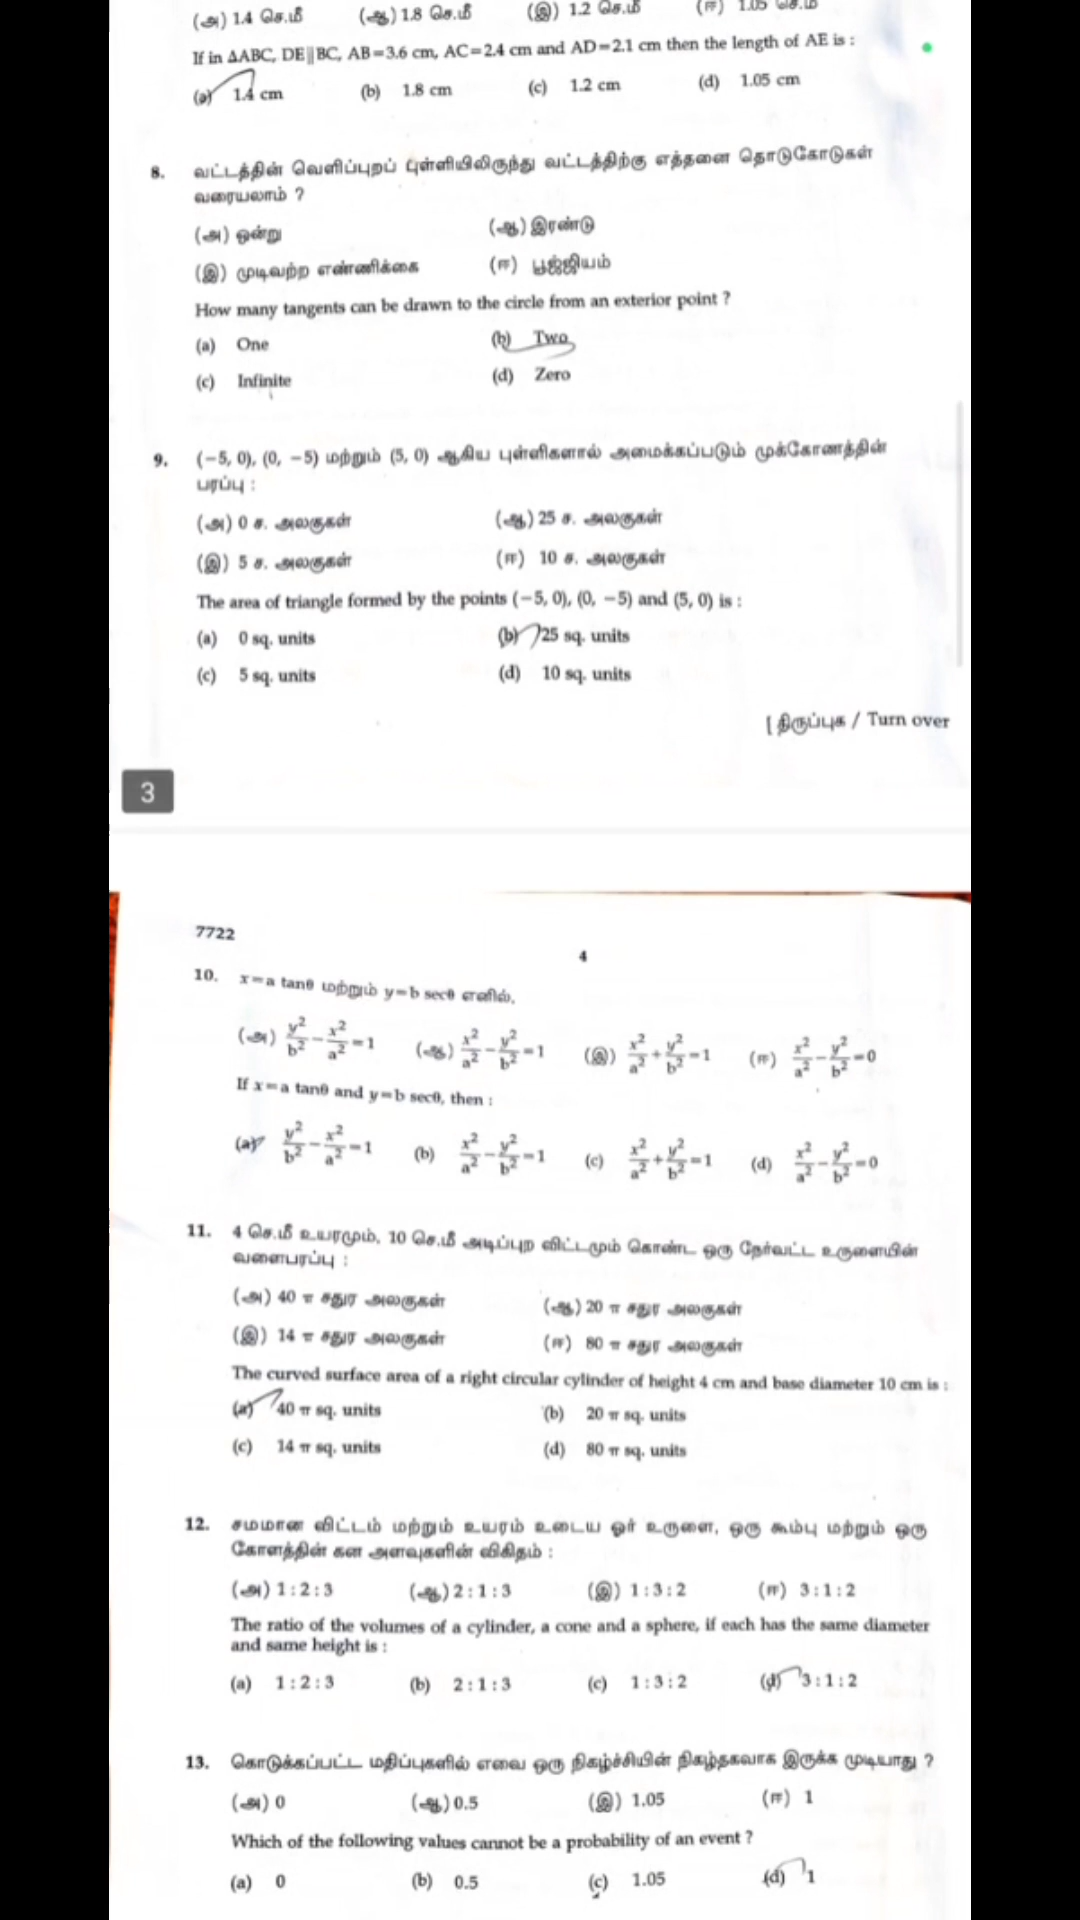 (அ) 1.4 செ.மீ (ஆ) 1.8 செ.மீ (இ) 1.2 செ.மீ (ஈ) 1.05 செ.மீ
If in ΔABC, DE||BC, AB=3.6 cm, AC=2.4 cm and AD=2.1 cm then the length of AE is :
(a) 1.4 cm (b) 1.8 cm (c) 1.2 cm (d) 1.05 cm
8. வட்டத்தின் வெளிப்புறப் புள்ளியிலிருந்து வட்டத்திற்கு எத்தனை தொடுகோடுகள்
வரையலாம் ?
(அ) ஒன்று (ஆ) இரண்டு
(இ) முடிவற்ற எண்ணிக்கை (ஈ) பூஜ்ஜியம்
How many tangents can be drawn to the circle from an exterior point ?
(a) One (b) Two
(c) Infinite (d) Zero
9. (−5, 0), (0, −5) மற்றும் (5, 0) ஆகிய புள்ளிகளால் அமைக்கப்படும் முக்கோணத்தின்
பரப்பு :
(அ) 0 ச. அலகுகள் (ஆ) 25 ச. அலகுகள்
(இ) 5 ச. அலகுகள் (ஈ) 10 ச. அலகுகள்
The area of triangle formed by the points (−5, 0), (0, −5) and (5, 0) is :
(a) 0 sq. units (b) 25 sq. units
(c) 5 sq. units (d) 10 sq. units
[ திருப்புக / Turn over
3
7722
4
10. x=a tanθ மற்றும் y=b secθ எனில்,
(அ) y²/b² − x²/a² = 1 (ஆ) x²/a² − y²/b² = 1 (இ) x²/a² + y²/b² = 1 (ஈ) x²/a² − y²/b² = 0
If x=a tanθ and y=b secθ, then :
(a) y²/b² − x²/a² = 1 (b) x²/a² − y²/b² = 1 (c) x²/a² + y²/b² = 1 (d) x²/a² − y²/b² = 0
11. 4 செ.மீ உயரமும், 10 செ.மீ அடிப்புற விட்டமும் கொண்ட ஒரு நேர்வட்ட உருளையின்
வளைபரப்பு :
(அ) 40 π சதுர அலகுகள் (ஆ) 20 π சதுர அலகுகள்
(இ) 14 π சதுர அலகுகள் (ஈ) 80 π சதுர அலகுகள்
The curved surface area of a right circular cylinder of height 4 cm and base diameter 10 cm is :
(a) 40 π sq. units (b) 20 π sq. units
(c) 14 π sq. units (d) 80 π sq. units
12. சமமான விட்டம் மற்றும் உயரம் உடைய ஓர் உருளை, ஒரு கூம்பு மற்றும் ஒரு
கோளத்தின் கன அளவுகளின் விகிதம் :
(அ) 1 : 2 : 3 (ஆ) 2 : 1 : 3 (இ) 1 : 3 : 2 (ஈ) 3 : 1 : 2
The ratio of the volumes of a cylinder, a cone and a sphere, if each has the same diameter
and same height is :
(a) 1 : 2 : 3 (b) 2 : 1 : 3 (c) 1 : 3 : 2 (d) 3 : 1 : 2
13. கொடுக்கப்பட்ட மதிப்புகளில் எவை ஒரு நிகழ்ச்சியின் நிகழ்தகவாக இருக்க முடியாது ?
(அ) 0 (ஆ) 0.5 (இ) 1.05 (ஈ) 1
Which of the following values cannot be a probability of an event ?
(a) 0 (b) 0.5 (c) 1.05 (d) 1